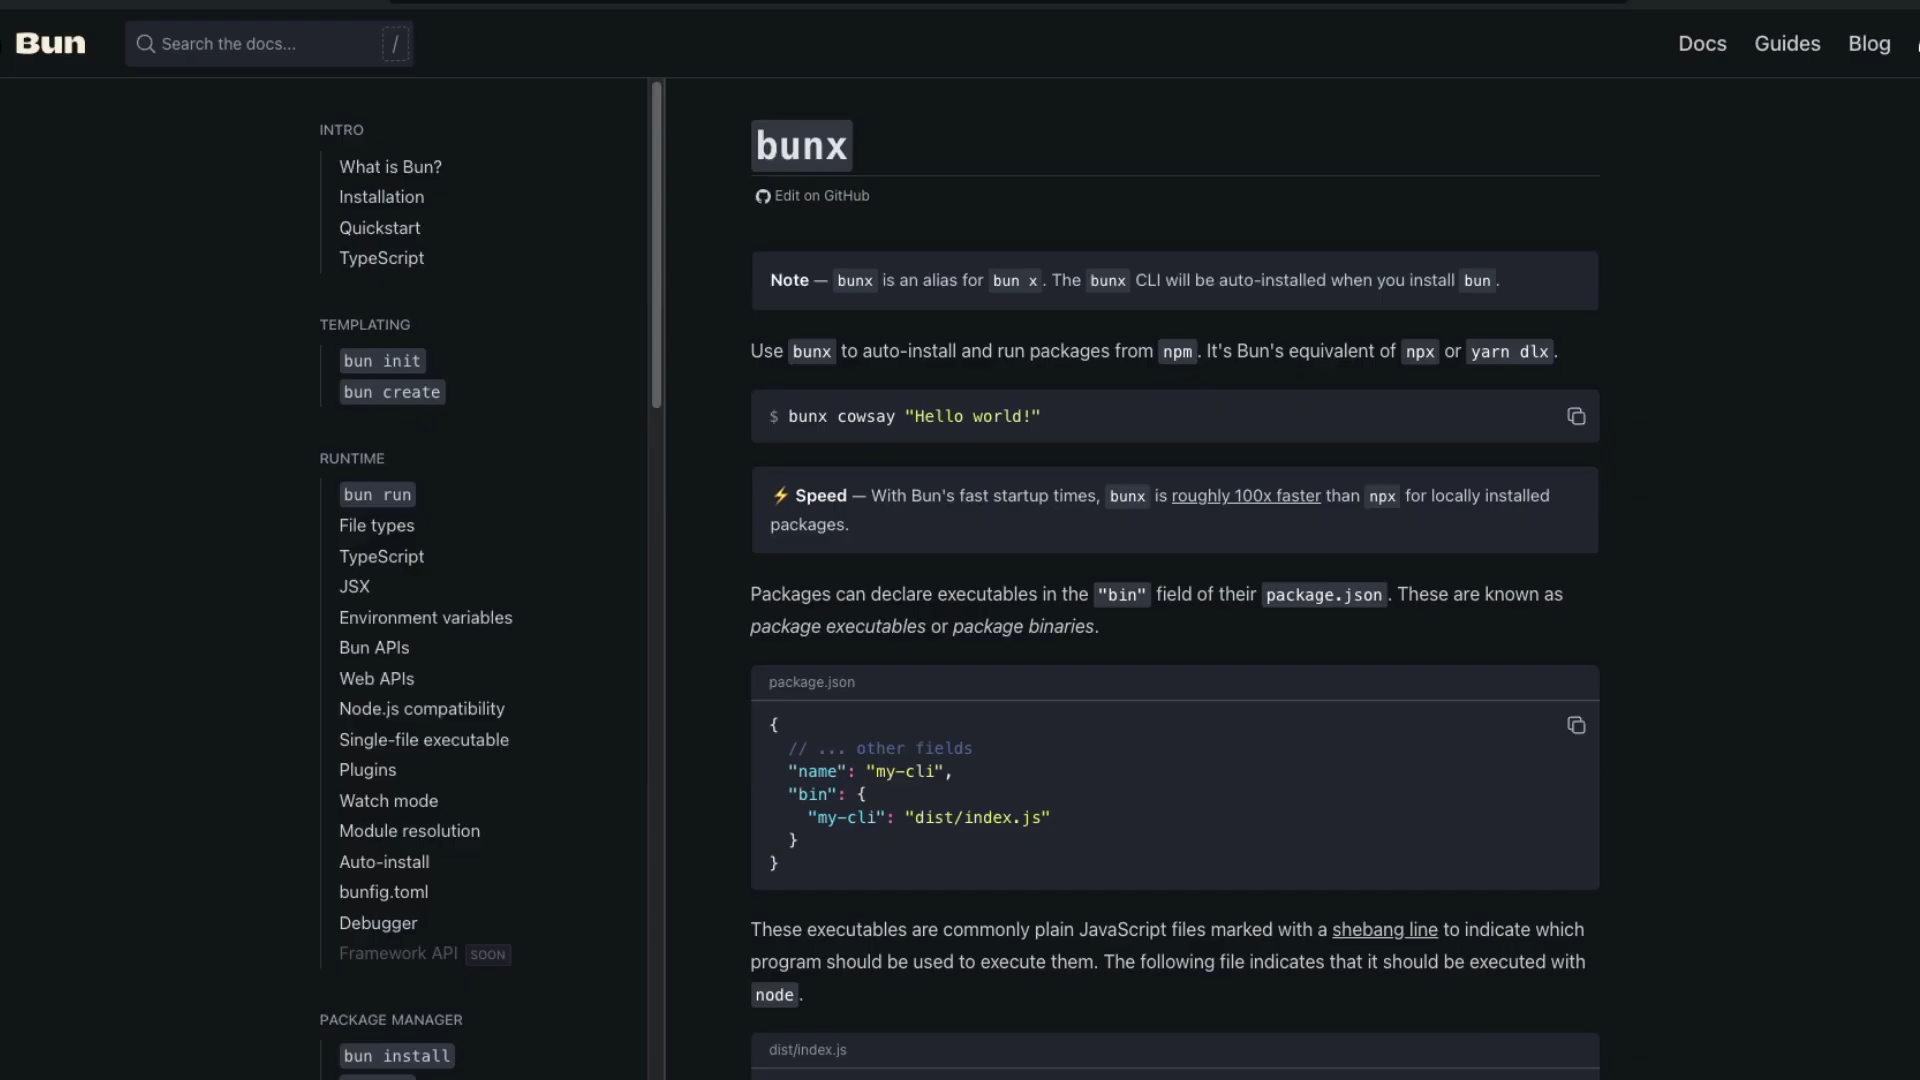 Bun
Search the docs...
/
Docs
Guides
Blog
INTRO
What is Bun?
Installation
Quickstart
TypeScript
TEMPLATING
bun init
bun create
RUNTIME
bun run
File types
TypeScript
JSX
Environment variables
Bun APIs
Web APIs
Node.js compatibility
Single-file executable
Plugins
Watch mode
Module resolution
Auto-install
bunfig.toml
Debugger
Framework API SOON
PACKAGE MANAGER
bun install
bunx
Edit on GitHub
Note — bunx is an alias for bun x. The bunx CLI will be auto-installed when you install bun.
Use bunx to auto-install and run packages from npm. It's Bun's equivalent of npx or yarn dlx.
$ bunx cowsay "Hello world!"
⚡ Speed — With Bun's fast startup times, bunx is roughly 100x faster than npx for locally installed
packages.
Packages can declare executables in the "bin" field of their package.json. These are known as
package executables or package binaries.
package.json
{
// ... other fields
"name": "my-cli",
"bin": {
"my-cli": "dist/index.js"
}
}
These executables are commonly plain JavaScript files marked with a shebang line to indicate which
program should be used to execute them. The following file indicates that it should be executed with
node.
dist/index.js